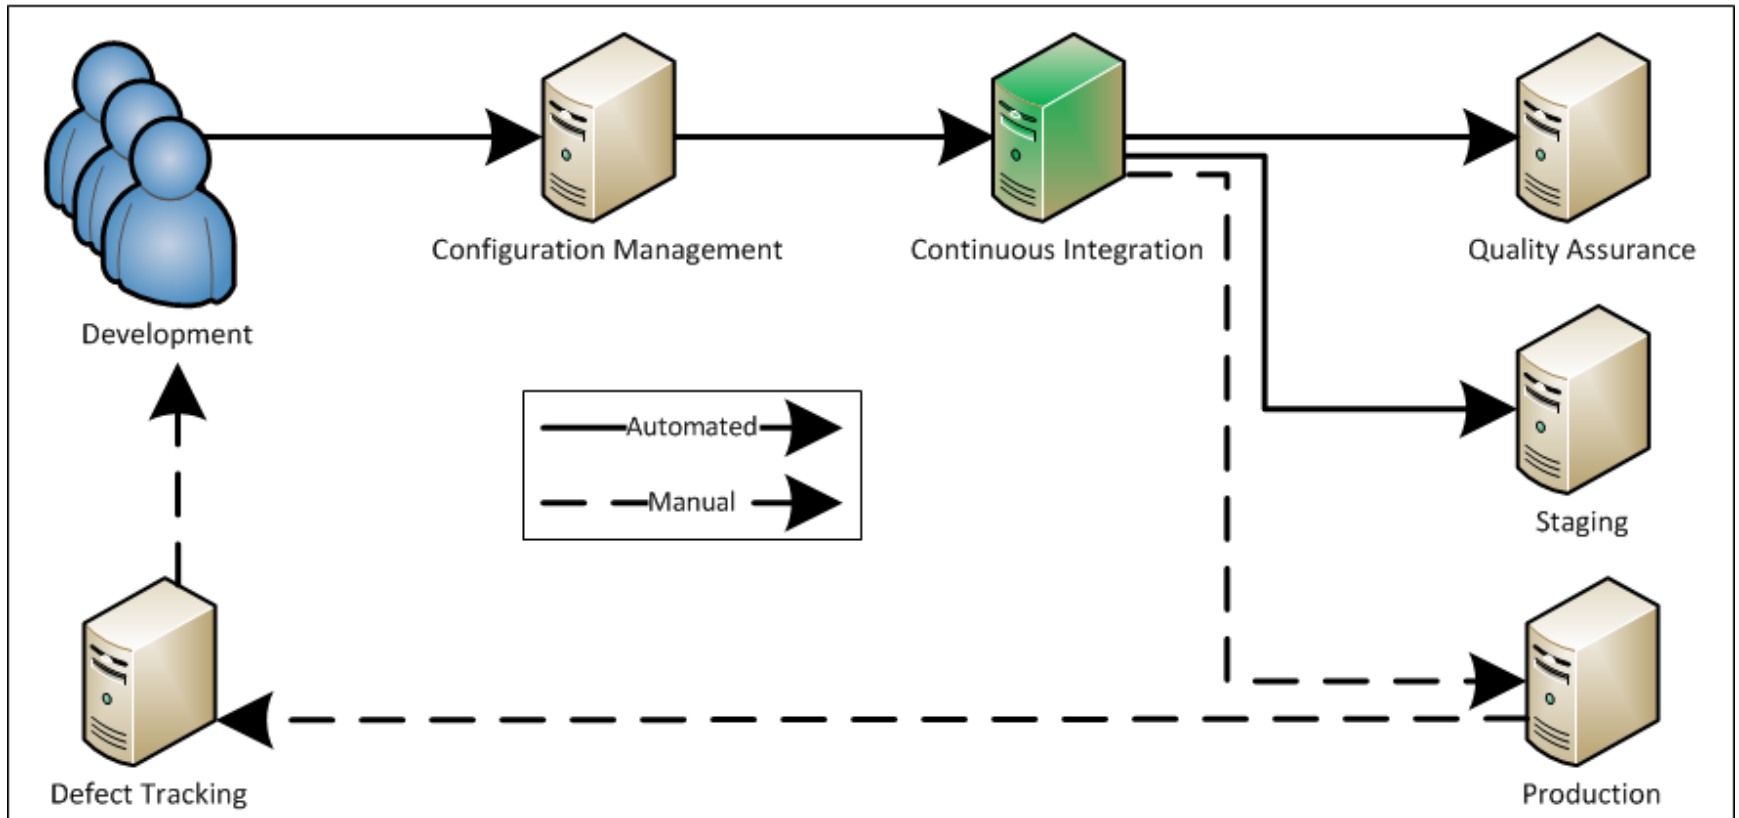 Configuration Management
Continuous Integration
Quality Assurance
Development
Automated
Manual
Staging
Defect Tracking
Production